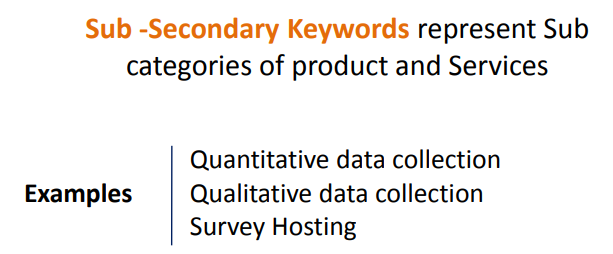 Sub -Secondary Keywords represent Sub
categories of product and Services
Quantitative data collection
Examples
Qualitative data collection
Survey Hosting